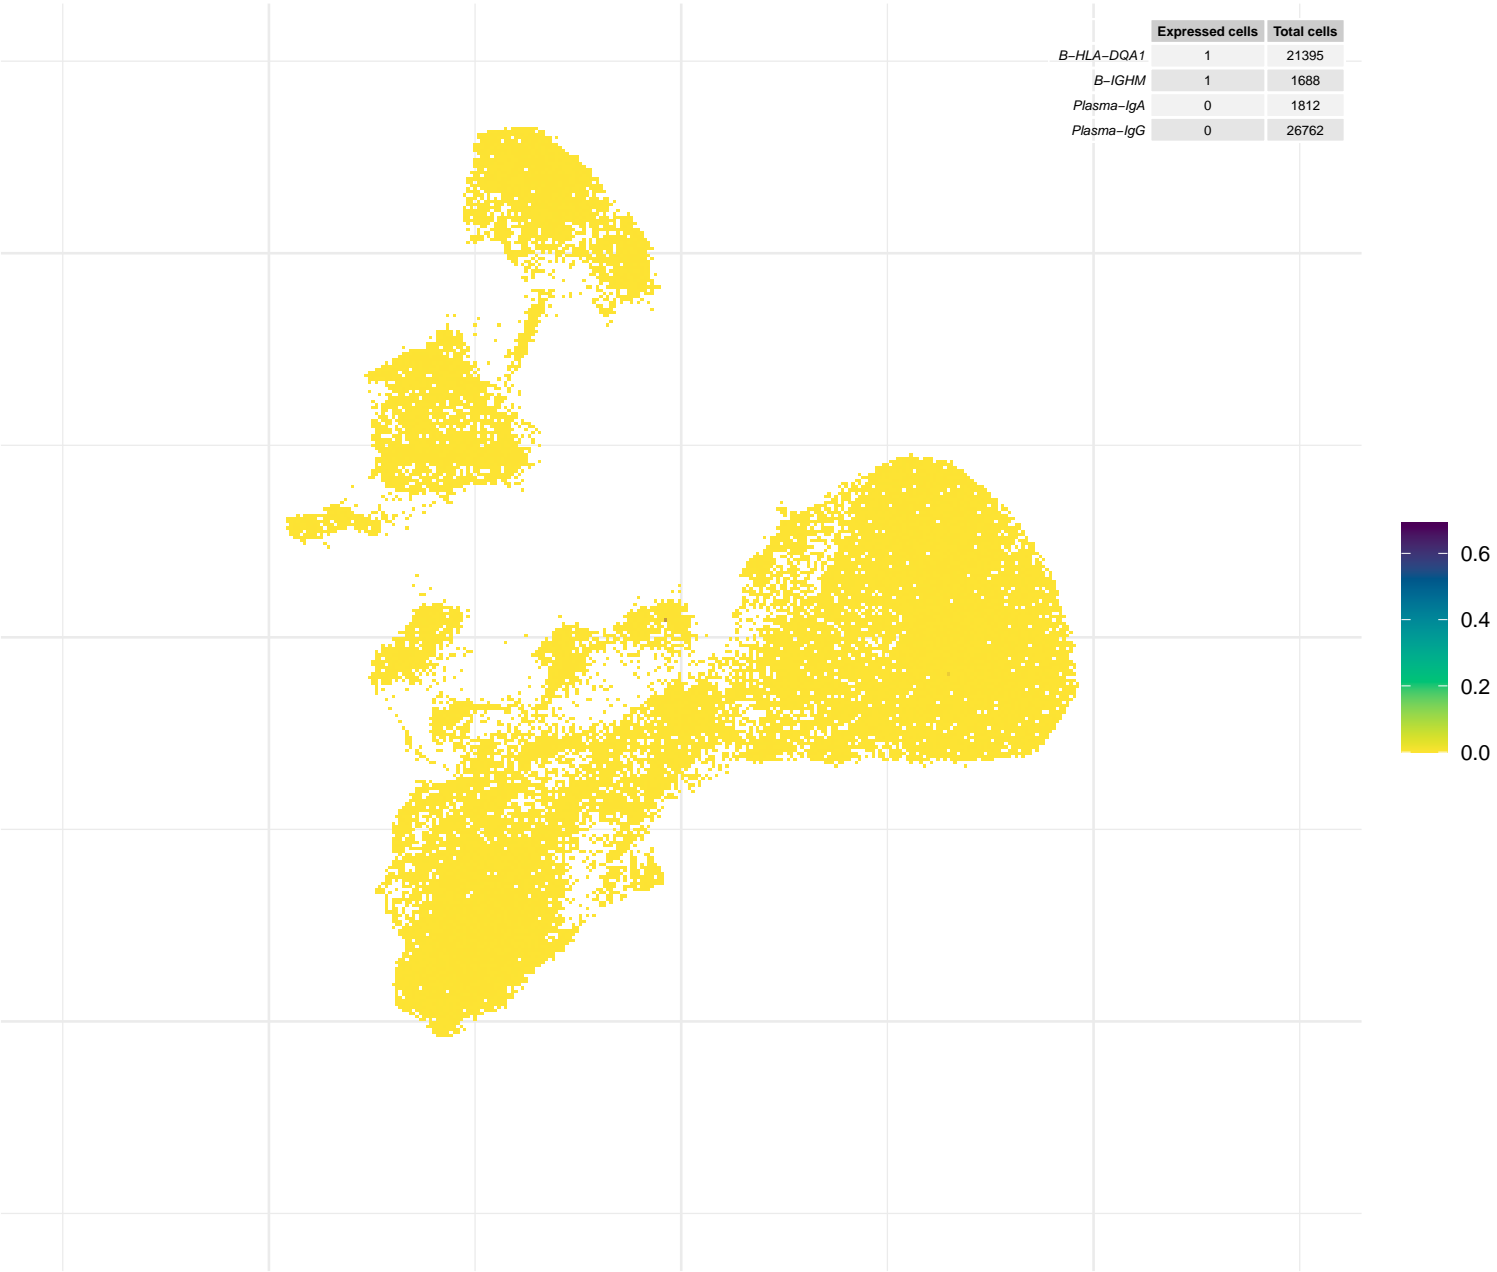 Expressed cells Total cells
B−HLA−DQA1 1 21395
B−IGHM 1 1688
Plasma−IgA 0 1812
Plasma−IgG 0 26762
0.6
0.4
0.2
0.0